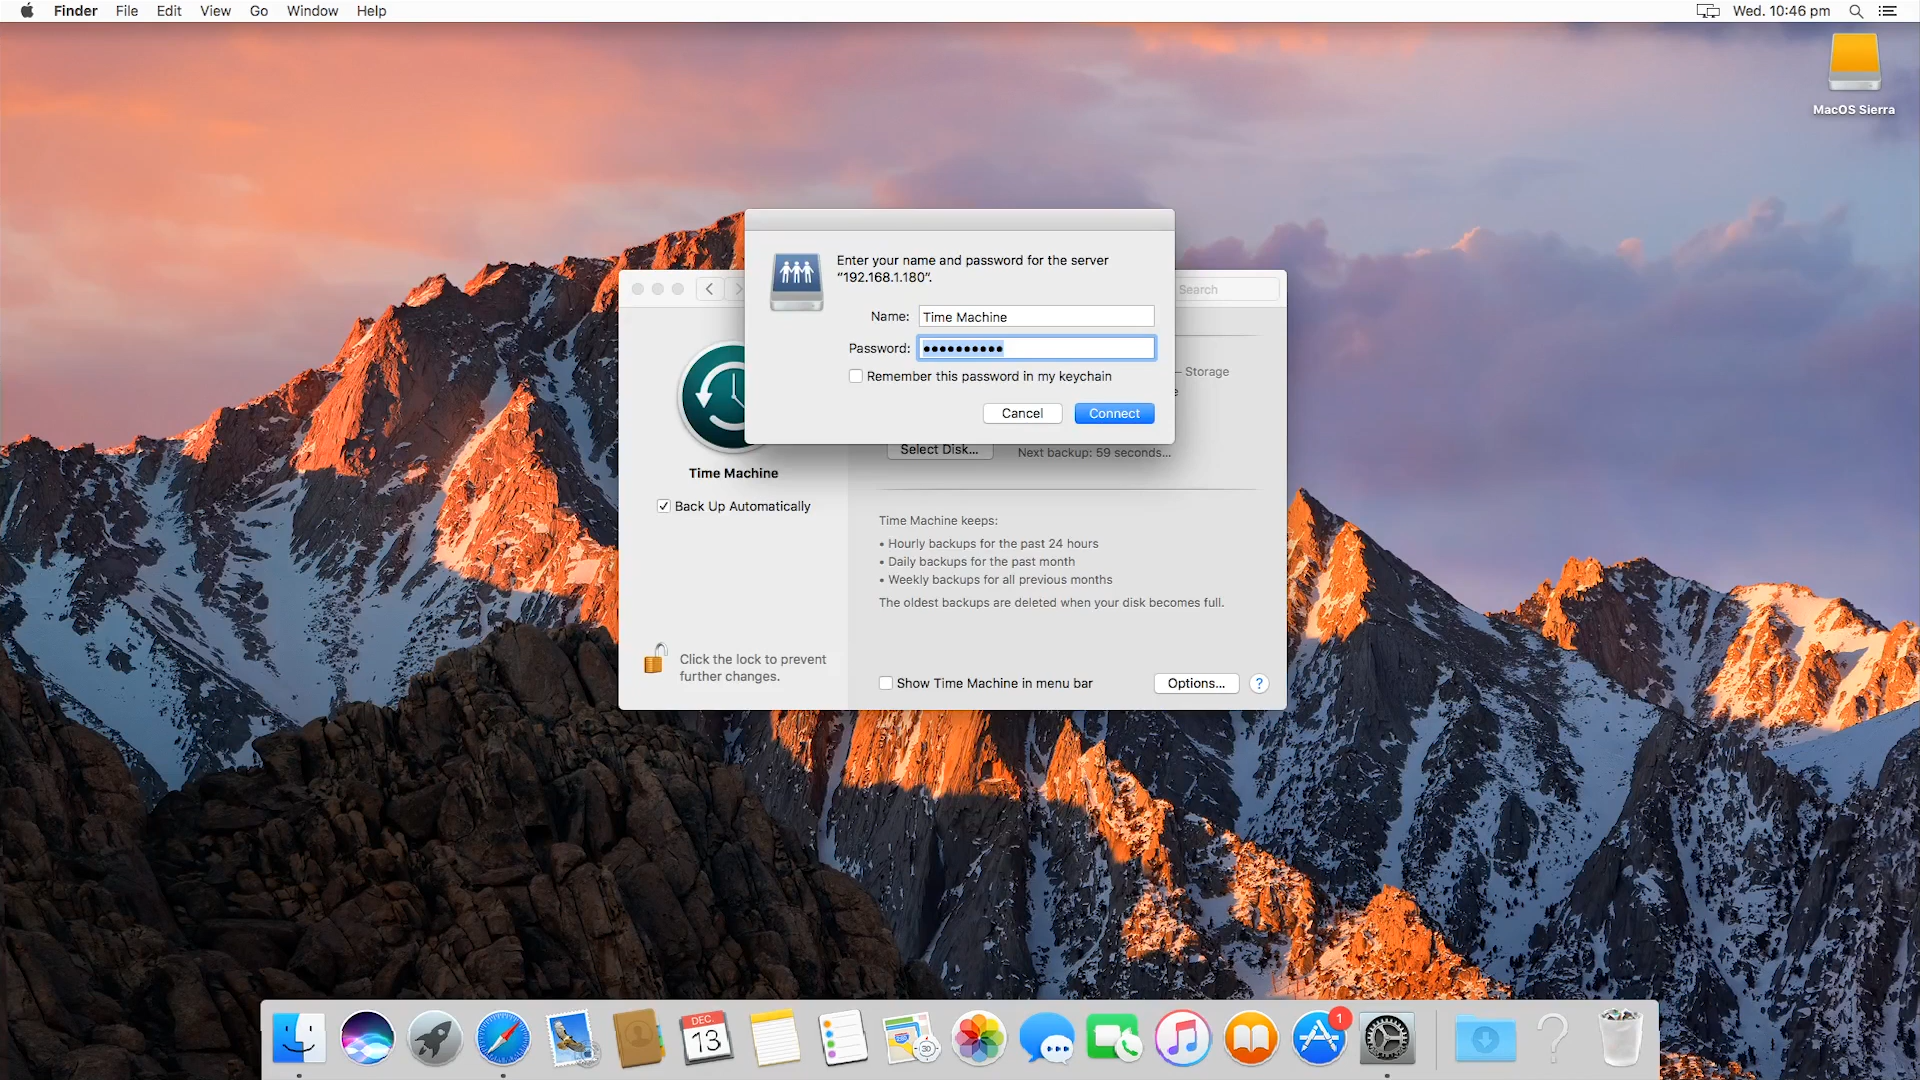 Finder File Edit View Go Window Help
Wed. 10:46 pm
MacOS Sierra
Enter your name and password for the server
“192.168.1.180”.
Name: Time Machine
Password: ••••••••••
Remember this password in my keychain
Cancel Connect
Search
– Storage
Select Disk...
Next backup: 59 seconds...
Time Machine
Back Up Automatically
Time Machine keeps:
• Hourly backups for the past 24 hours
• Daily backups for the past month
• Weekly backups for all previous months
The oldest backups are deleted when your disk becomes full.
Click the lock to prevent
further changes.
Show Time Machine in menu bar
Options... ?
DEC
13
1